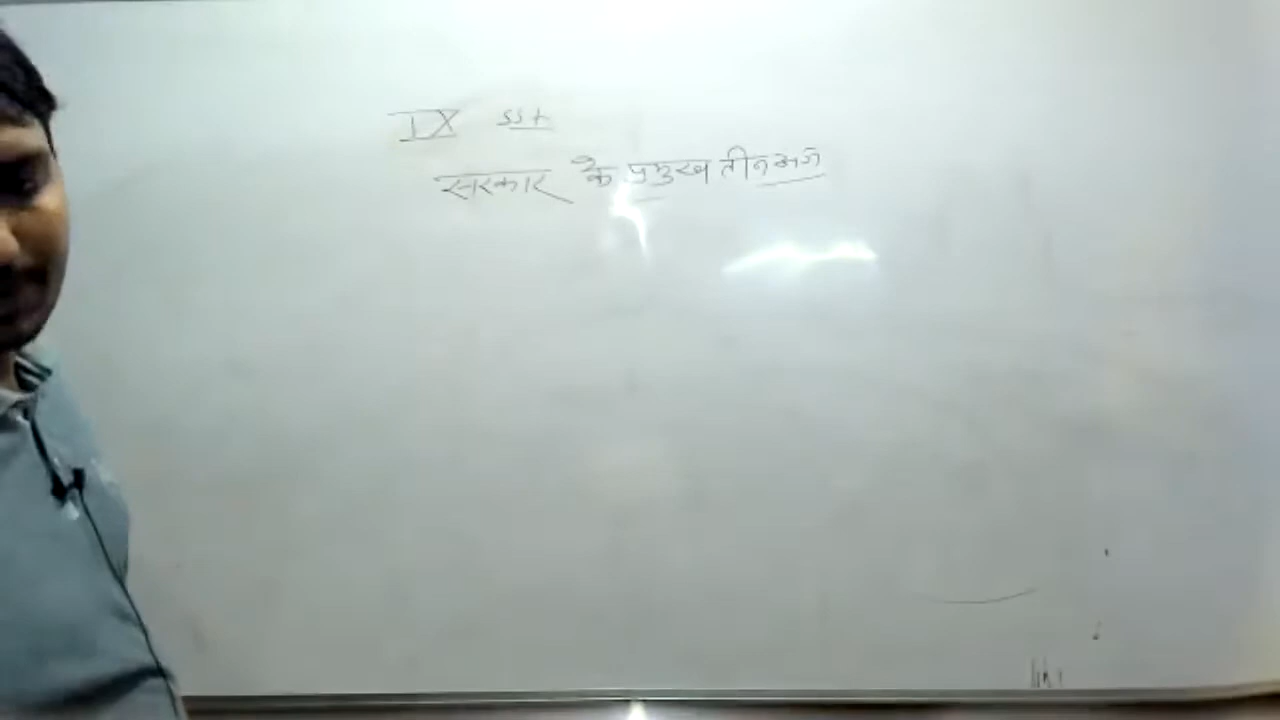 IX SSt
सरकार के प्रमुख तीन अंग